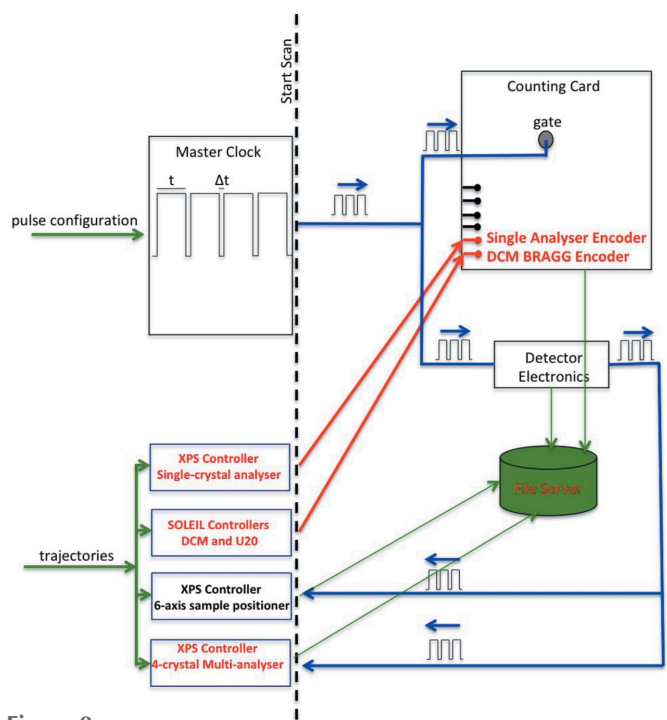 Start Scan
Counting Card
gate
Master Clock
t
Δt
pulse configuration
Single Analyser Encoder
DCM BRAGG Encoder
Detector
Electronics
XPS Controller
Single-crystal analyser
File Server
SOLEIL Controllers
DCM and U20
trajectories
XPS Controller
6-axis sample positioner
XPS Controller
4-crystal Multi-analyser